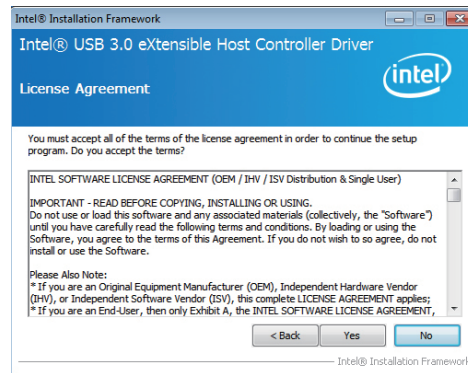 Intel® Installation Framework
Intel® USB 3.0 eXtensible Host Controller Driver
intel
License Agreement
You must accept all of the terms of the license agreement in order to continue the setup
program. Do you accept the terms?
INTEL SOFTWARE LICENSE AGREEMENT (OEM / IHV / ISV Distribution & Single User)
IMPORTANT - READ BEFORE COPYING, INSTALLING OR USING.
Do not use or load this software and any associated materials (collectively, the "Software")
until you have carefully read the following terms and conditions. By loading or using the
Software, you agree to the terms of this Agreement. If you do not wish to so agree, do not
install or use the Software.
Please Also Note:
* If you are an Original Equipment Manufacturer (OEM), Independent Hardware Vendor
(IHV), or Independent Software Vendor (ISV), this complete LICENSE AGREEMENT applies;
* If you are an End-User, then only Exhibit A, the INTEL SOFTWARE LICENSE AGREEMENT,
< Back Yes No
Intel® Installation Framework